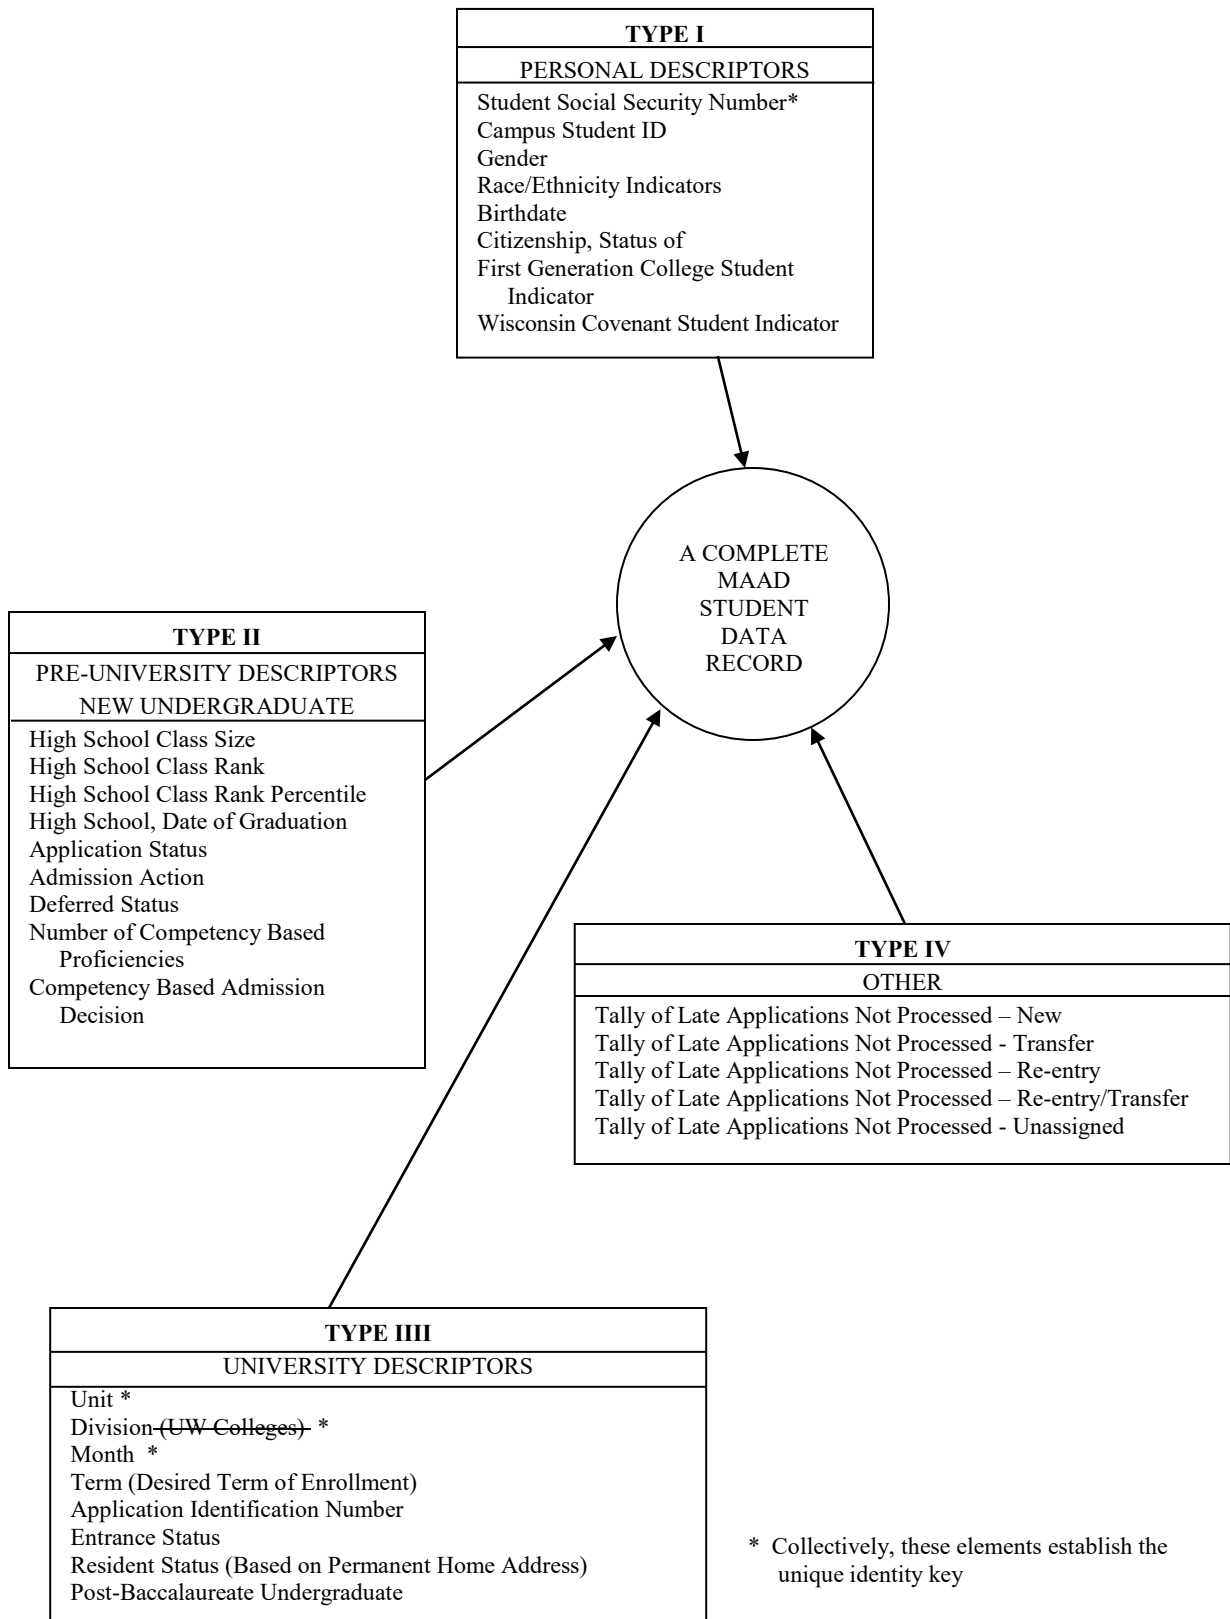 TYPE I
PERSONAL DESCRIPTORS
Student Social Security Number*
Campus Student ID
Gender
Race/Ethnicity Indicators
Birthdate
Citizenship, Status of
First Generation College Student
Indicator
Wisconsin Covenant Student Indicator
A COMPLETE
MAAD
STUDENT
DATA
RECORD
TYPE II
PRE-UNIVERSITY DESCRIPTORS
NEW UNDERGRADUATE
High School Class Size
High School Class Rank
High School Class Rank Percentile
High School, Date of Graduation
Application Status
Admission Action
Deferred Status
Number of Competency Based
Proficiencies
Competency Based Admission
Decision
TYPE IV
OTHER
Tally of Late Applications Not Processed – New
Tally of Late Applications Not Processed - Transfer
Tally of Late Applications Not Processed – Re-entry
Tally of Late Applications Not Processed – Re-entry/Transfer
Tally of Late Applications Not Processed - Unassigned
TYPE IIII
UNIVERSITY DESCRIPTORS
Unit *
Division (UW Colleges) *
Month *
Term (Desired Term of Enrollment)
Application Identification Number
Entrance Status
Resident Status (Based on Permanent Home Address)
Post-Baccalaureate Undergraduate
* Collectively, these elements establish the
unique identity key